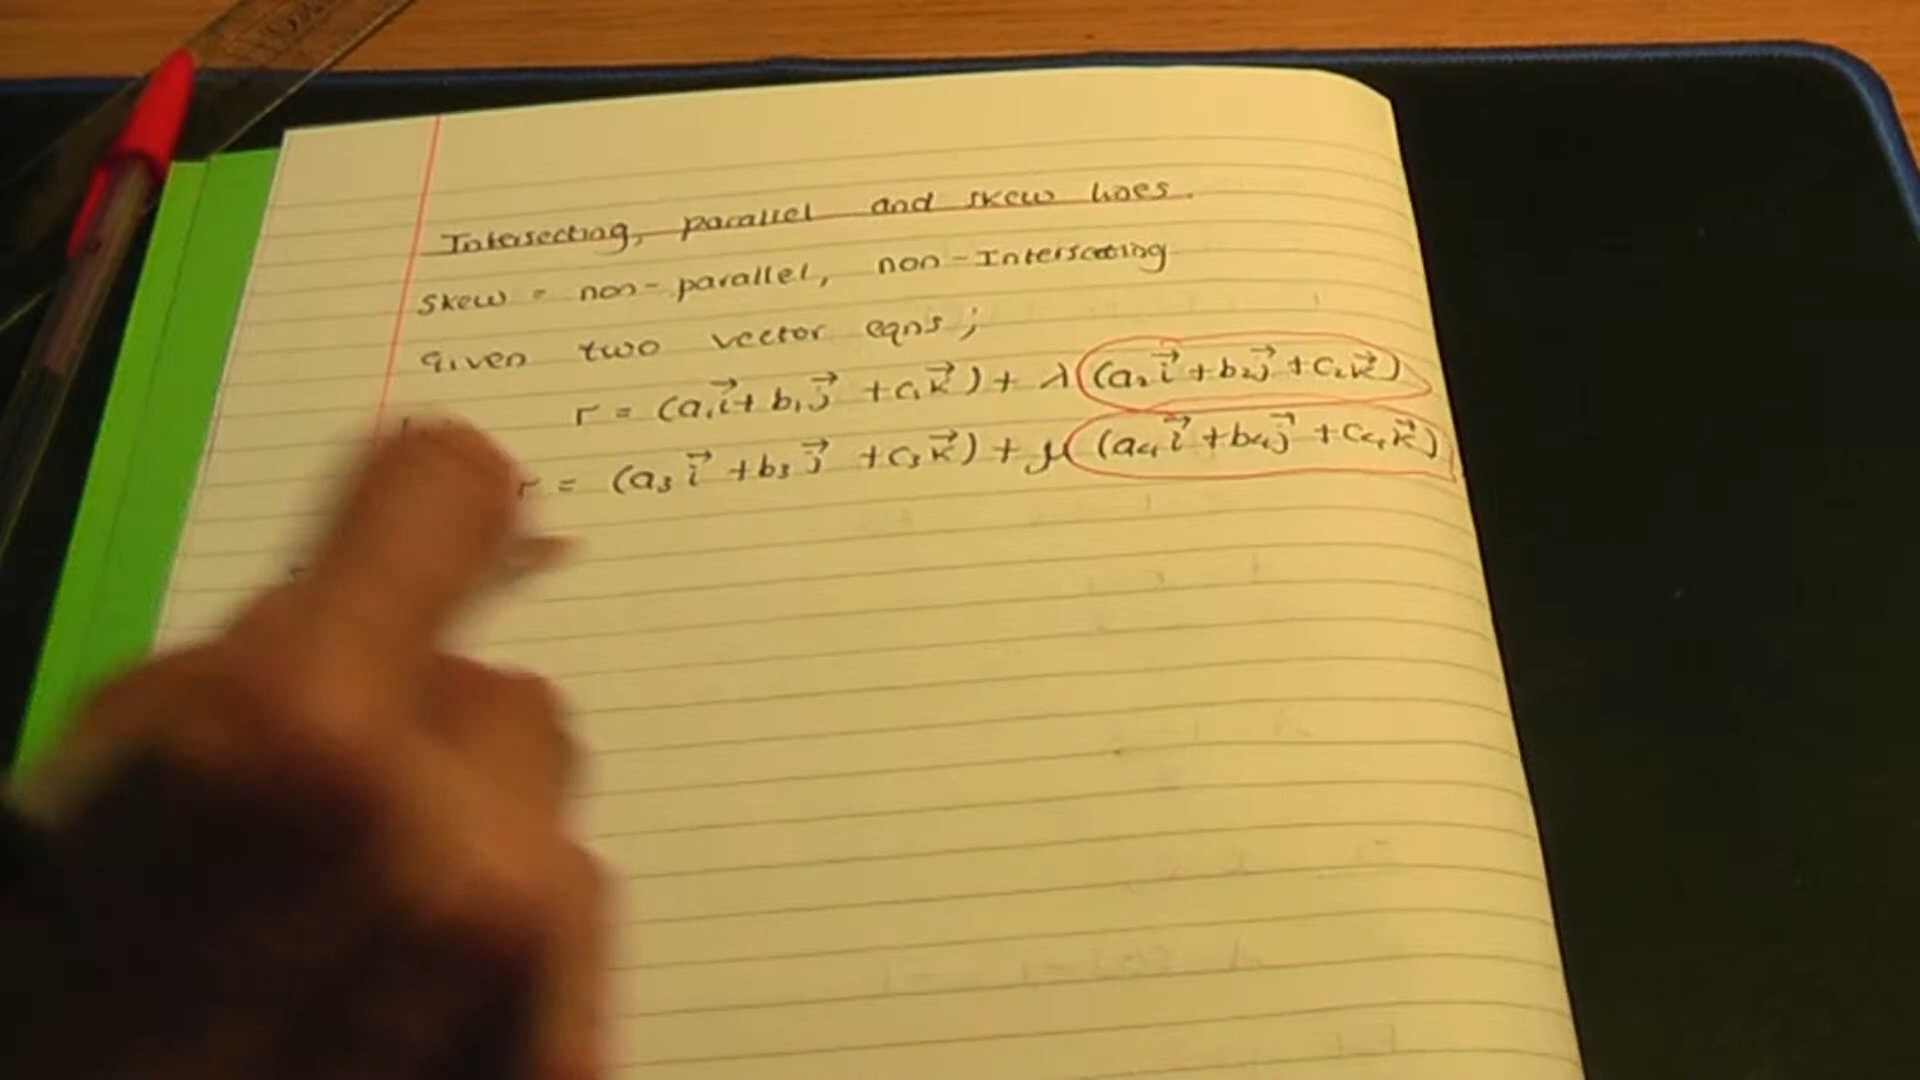 Intersecting, parallel and skew lines.
skew = non-parallel, non-Intersecting
Given two vector eqns;
r = (a₁i⃗ + b₁j⃗ + c₁k⃗) + λ(a₂i⃗ + b₂j⃗ + c₂k⃗)
r = (a₃i⃗ + b₃j⃗ + c₃k⃗) + μ(a₄i⃗ + b₄j⃗ + c₄k⃗)